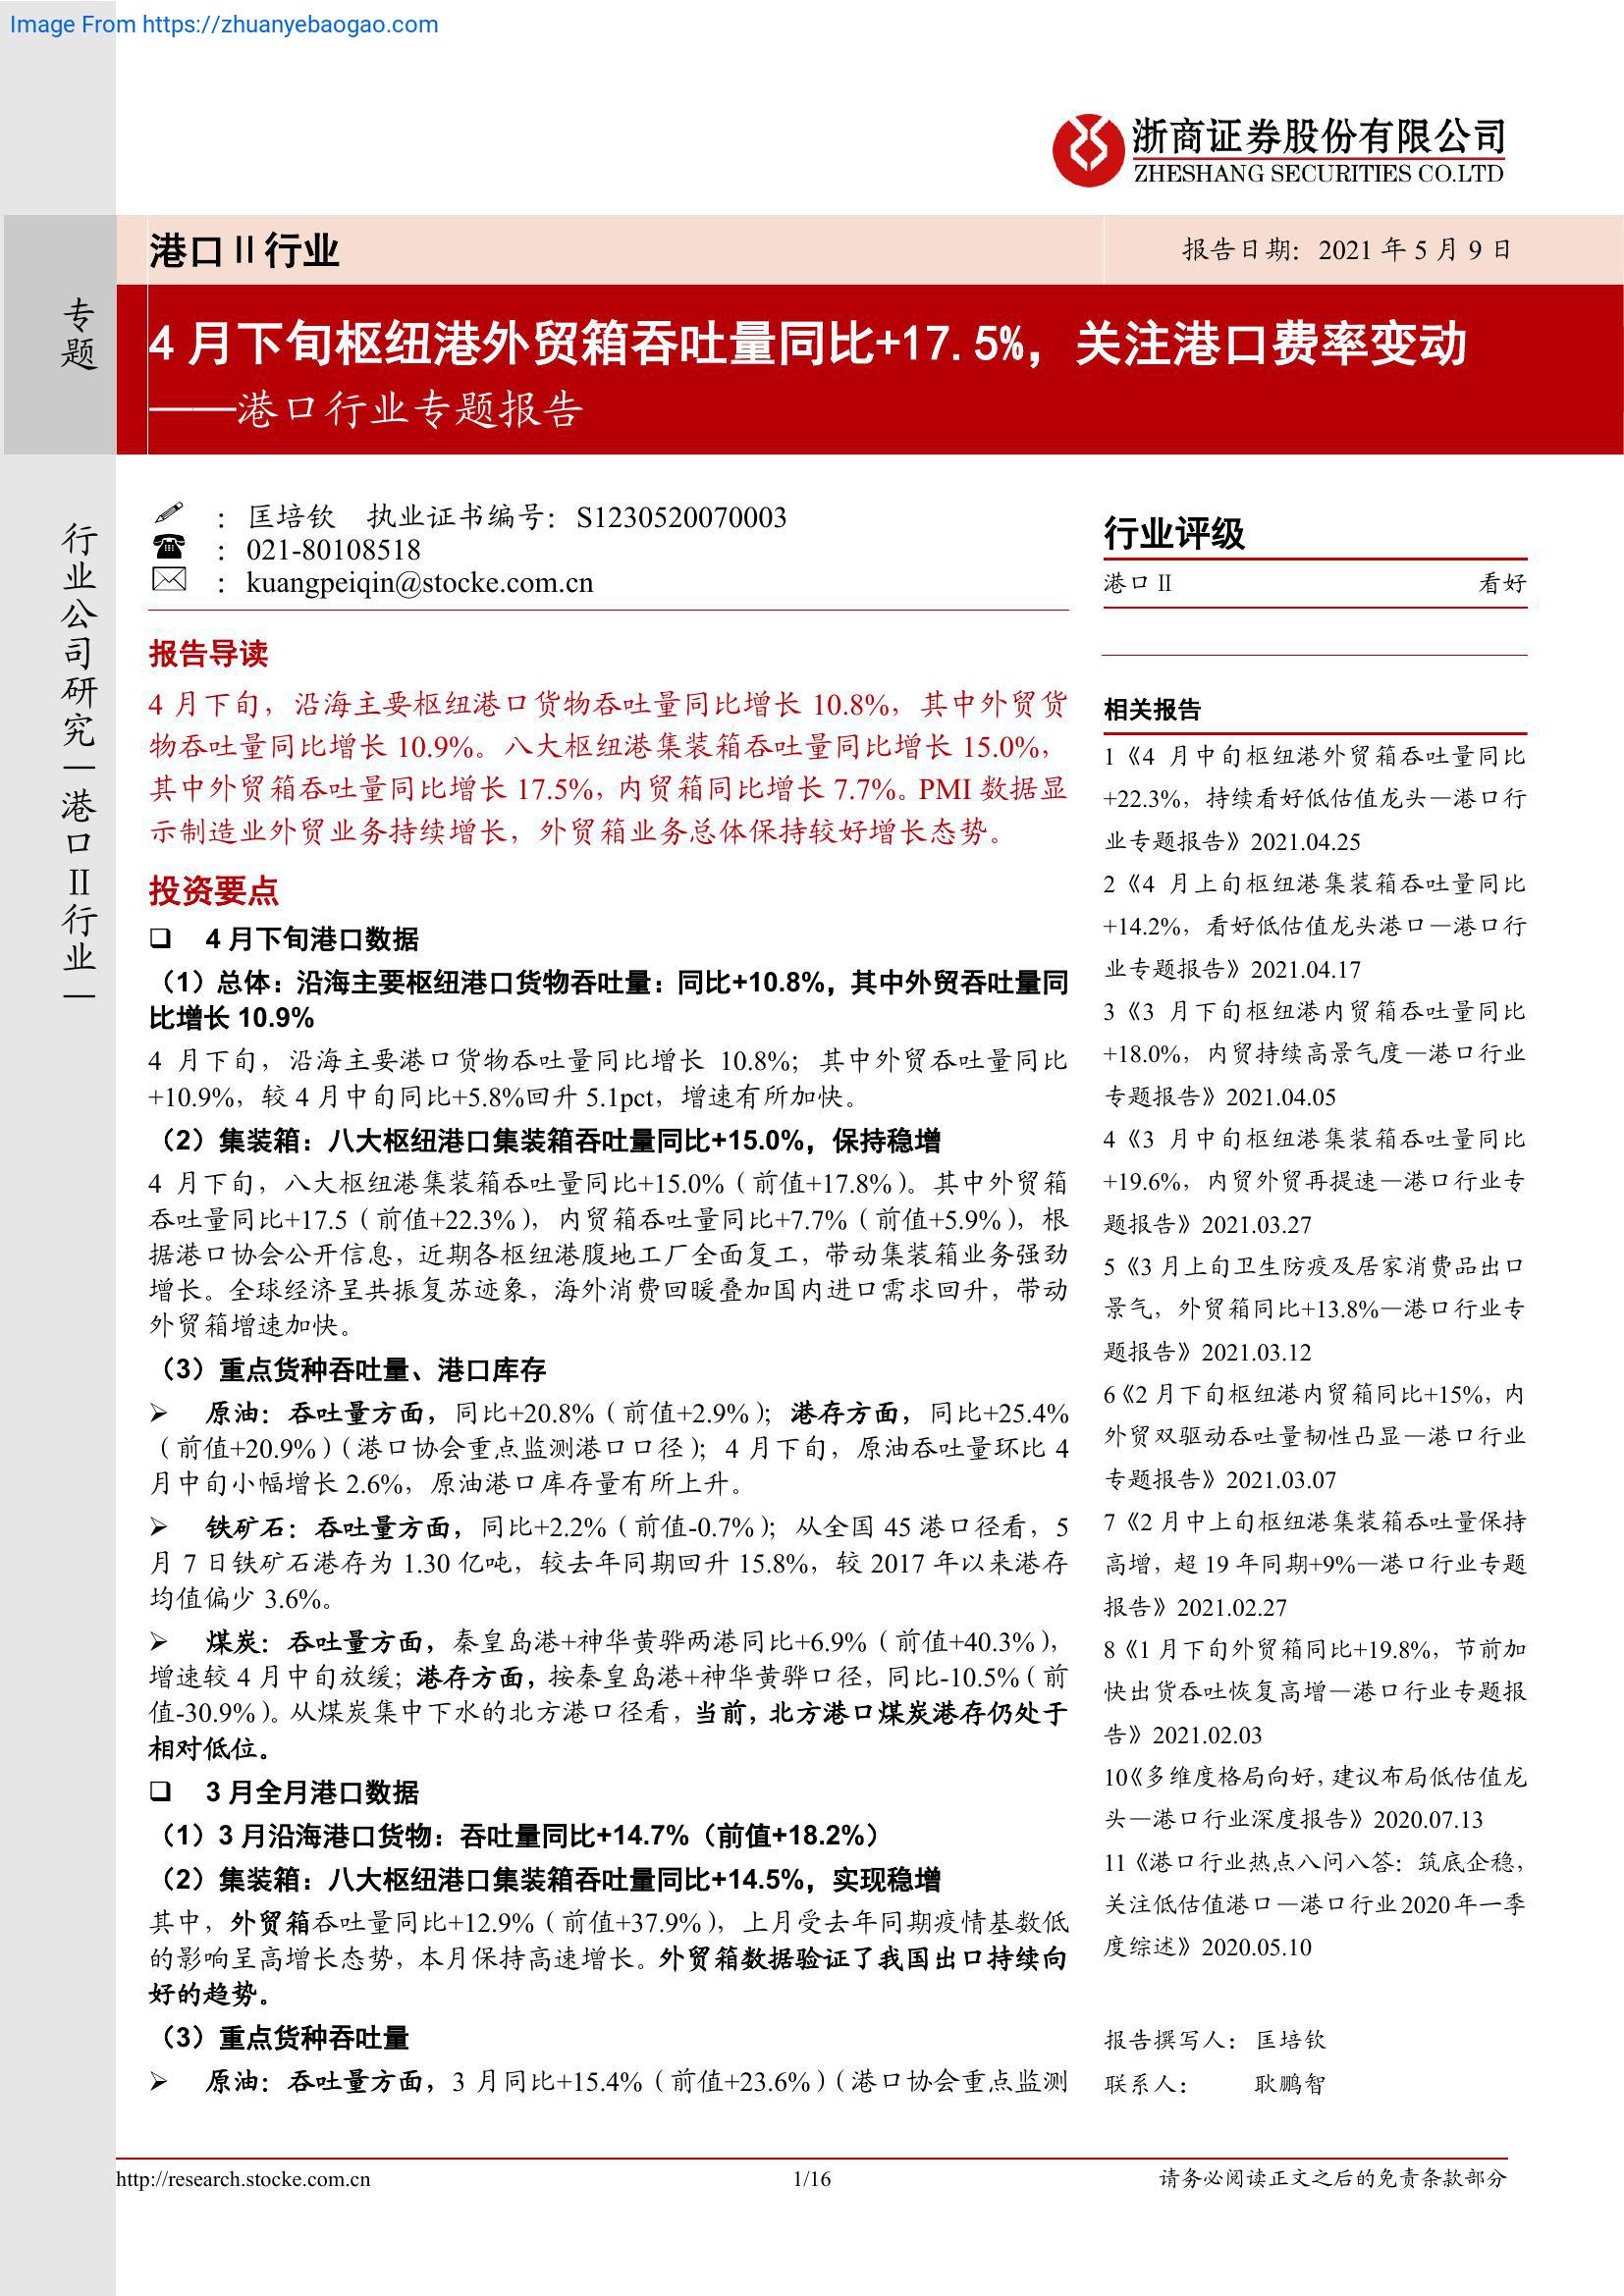 Image From https://zhuanyebaogao.com
浙商证券股份有限公司
ZHESHANG SECURITIES CO.LTD
港口Ⅱ行业
报告日期：2021 年 5 月 9 日
专题
4 月下旬枢纽港外贸箱吞吐量同比+17.5%，关注港口费率变动
——港口行业专题报告
行业公司研究｜港口Ⅱ行业｜
：匡培钦 执业证书编号：S1230520070003
：021-80108518
：kuangpeiqin@stocke.com.cn
报告导读
4 月下旬，沿海主要枢纽港口货物吞吐量同比增长 10.8%，其中外贸货
物吞吐量同比增长 10.9%。八大枢纽港集装箱吞吐量同比增长 15.0%，
其中外贸箱吞吐量同比增长 17.5%，内贸箱同比增长 7.7%。PMI 数据显
示制造业外贸业务持续增长，外贸箱业务总体保持较好增长态势。
投资要点
❑ 4 月下旬港口数据
（1）总体：沿海主要枢纽港口货物吞吐量：同比+10.8%，其中外贸吞吐量同
比增长 10.9%
4 月下旬，沿海主要港口货物吞吐量同比增长 10.8%；其中外贸吞吐量同比
+10.9%，较 4 月中旬同比+5.8%回升 5.1pct，增速有所加快。
（2）集装箱：八大枢纽港口集装箱吞吐量同比+15.0%，保持稳增
4 月下旬，八大枢纽港集装箱吞吐量同比+15.0%（前值+17.8%）。其中外贸箱
吞吐量同比+17.5（前值+22.3%），内贸箱吞吐量同比+7.7%（前值+5.9%），根
据港口协会公开信息，近期各枢纽港腹地工厂全面复工，带动集装箱业务强劲
增长。全球经济呈共振复苏迹象，海外消费回暖叠加国内进口需求回升，带动
外贸箱增速加快。
（3）重点货种吞吐量、港口库存
➢ 原油：吞吐量方面，同比+20.8%（前值+2.9%）；港存方面，同比+25.4%
（前值+20.9%）（港口协会重点监测港口口径）；4 月下旬，原油吞吐量环比 4
月中旬小幅增长 2.6%，原油港口库存量有所上升。
➢ 铁矿石：吞吐量方面，同比+2.2%（前值-0.7%）；从全国 45 港口径看，5
月 7 日铁矿石港存为 1.30 亿吨，较去年同期回升 15.8%，较 2017 年以来港存
均值偏少 3.6%。
➢ 煤炭：吞吐量方面，秦皇岛港+神华黄骅两港同比+6.9%（前值+40.3%），
增速较 4 月中旬放缓；港存方面，按秦皇岛港+神华黄骅口径，同比-10.5%（前
值-30.9%）。从煤炭集中下水的北方港口径看，当前，北方港口煤炭港存仍处于
相对低位。
❑ 3 月全月港口数据
（1）3 月沿海港口货物：吞吐量同比+14.7%（前值+18.2%）
（2）集装箱：八大枢纽港口集装箱吞吐量同比+14.5%，实现稳增
其中，外贸箱吞吐量同比+12.9%（前值+37.9%），上月受去年同期疫情基数低
的影响呈高增长态势，本月保持高速增长。外贸箱数据验证了我国出口持续向
好的趋势。
（3）重点货种吞吐量
➢ 原油：吞吐量方面，3 月同比+15.4%（前值+23.6%）（港口协会重点监测
行业评级
港口Ⅱ 看好
相关报告
1《4 月中旬枢纽港外贸箱吞吐量同比
+22.3%，持续看好低估值龙头—港口行
业专题报告》2021.04.25
2《4 月上旬枢纽港集装箱吞吐量同比
+14.2%，看好低估值龙头港口—港口行
业专题报告》2021.04.17
3《3 月下旬枢纽港内贸箱吞吐量同比
+18.0%，内贸持续高景气度—港口行业
专题报告》2021.04.05
4《3 月中旬枢纽港集装箱吞吐量同比
+19.6%，内贸外贸再提速—港口行业专
题报告》2021.03.27
5《3 月上旬卫生防疫及居家消费品出口
景气，外贸箱同比+13.8%—港口行业专
题报告》2021.03.12
6《2 月下旬枢纽港内贸箱同比+15%，内
外贸双驱动吞吐量韧性凸显—港口行业
专题报告》2021.03.07
7《2 月中上旬枢纽港集装箱吞吐量保持
高增，超 19 年同期+9%—港口行业专题
报告》2021.02.27
8《1 月下旬外贸箱同比+19.8%，节前加
快出货吞吐恢复高增—港口行业专题报
告》2021.02.03
10《多维度格局向好，建议布局低估值龙
头—港口行业深度报告》2020.07.13
11《港口行业热点八问八答：筑底企稳，
关注低估值港口—港口行业 2020 年一季
度综述》2020.05.10
报告撰写人：匡培钦
联系人：耿鹏智
http://research.stocke.com.cn
1/16
请务必阅读正文之后的免责条款部分